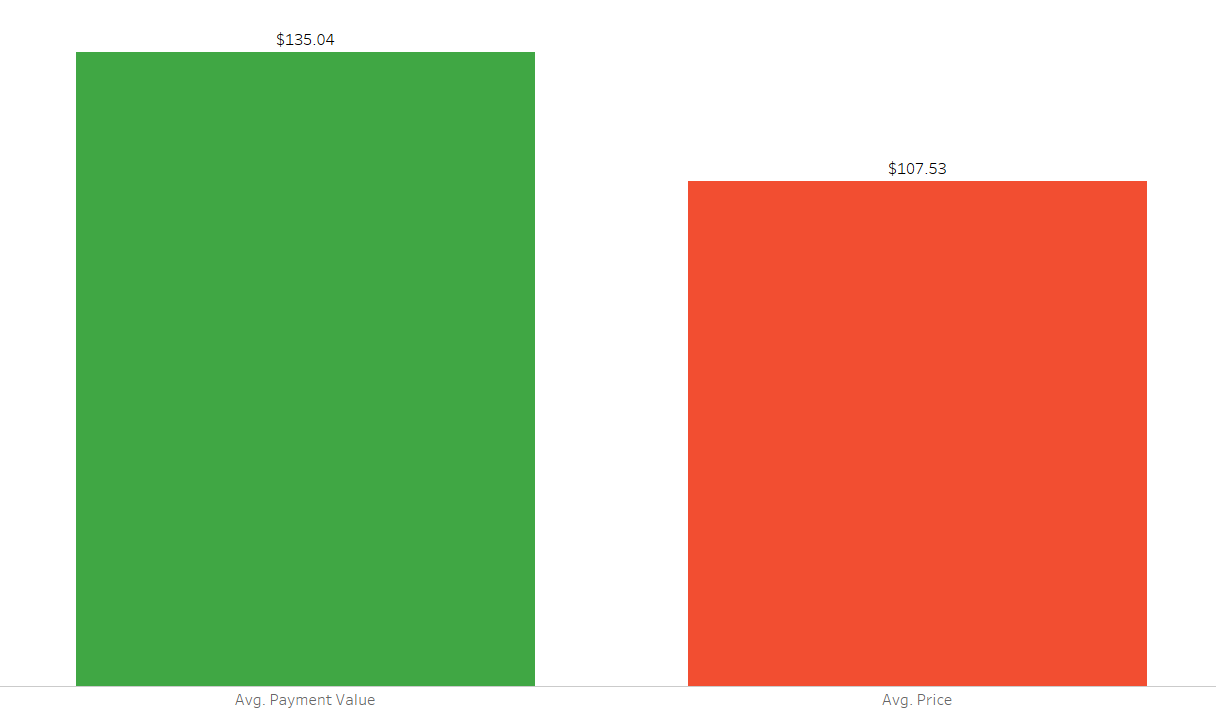 $135.04
$107.53
Avg. Payment Value
Avg. Price